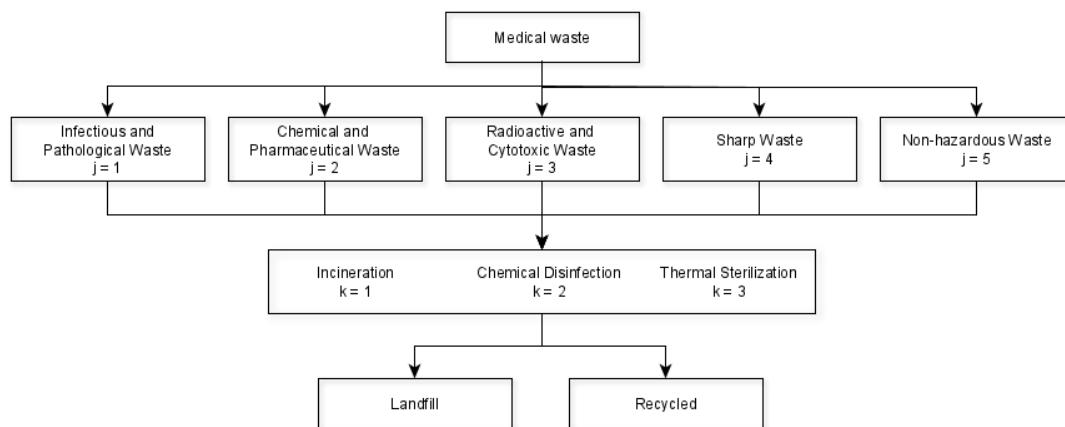 Medical waste
Infectious and
Pathological Waste
j = 1
Chemical and
Pharmaceutical Waste
j = 2
Radioactive and
Cytotoxic Waste
j = 3
Sharp Waste
j = 4
Non-hazardous Waste
j = 5
Incineration
k = 1
Chemical Disinfection
k = 2
Thermal Sterilization
k = 3
Landfill
Recycled